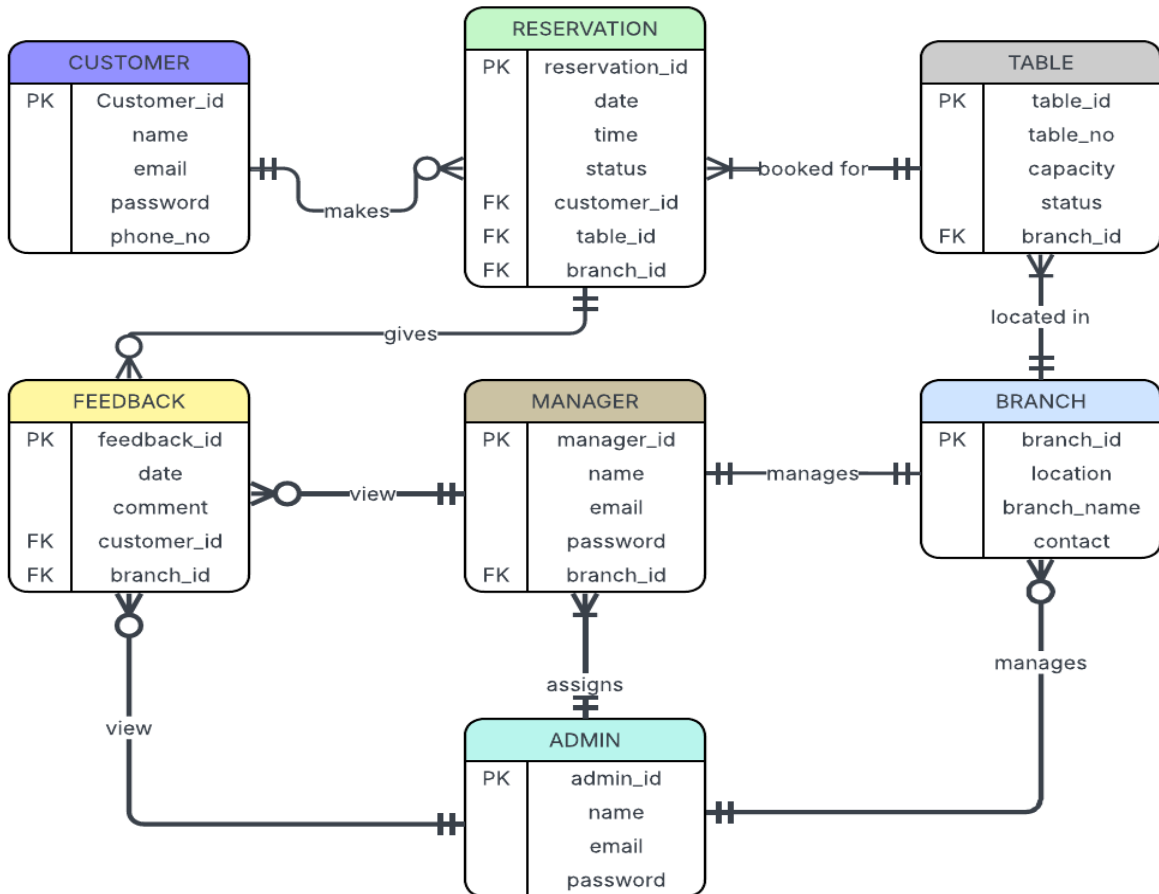 CUSTOMER
PK Customer_id
name
email
password
phone_no
makes
RESERVATION
PK reservation_id
date
time
status
FK customer_id
FK table_id
FK branch_id
booked for
TABLE
PK table_id
table_no
capacity
status
FK branch_id
gives
located in
FEEDBACK
PK feedback_id
date
comment
FK customer_id
FK branch_id
view
MANAGER
PK manager_id
name
email
password
FK branch_id
manages
BRANCH
PK branch_id
location
branch_name
contact
assigns
manages
view
ADMIN
PK admin_id
name
email
password